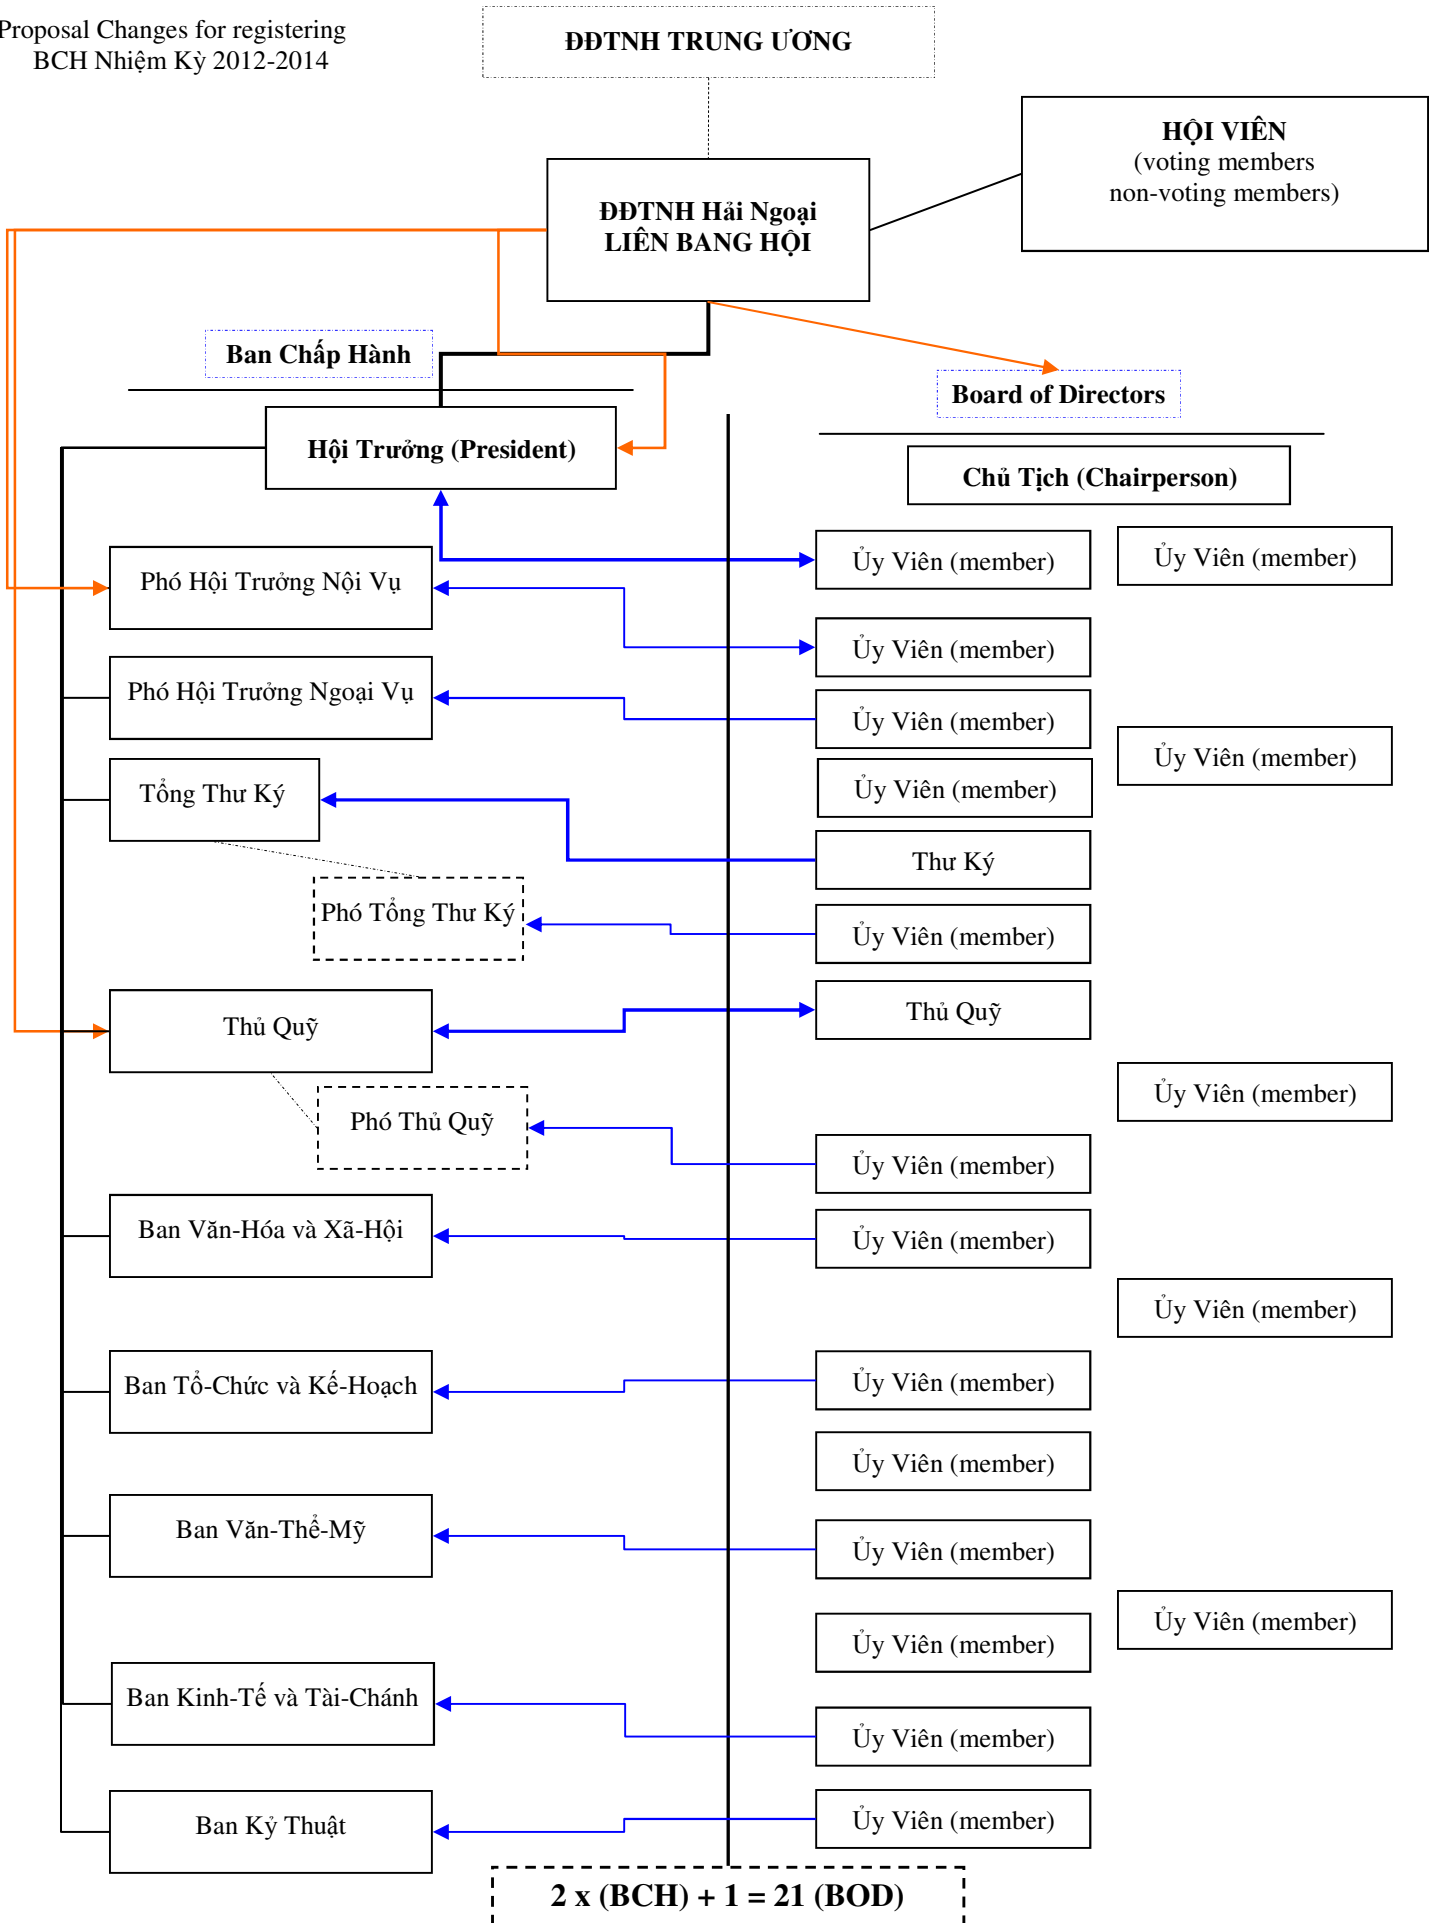 Proposal Changes for registering
BCH Nhiệm Kỳ 2012-2014
ĐĐTNH TRUNG ƯƠNG
HỘI VIÊN
(voting members
non-voting members)
ĐĐTNH Hải Ngoại
LIÊN BANG HỘI
Ban Chấp Hành
Board of Directors
Hội Trưởng (President)
Chủ Tịch (Chairperson)
Ủy Viên (member)
Ủy Viên (member)
Phó Hội Trưởng Nội Vụ
Ủy Viên (member)
Phó Hội Trưởng Ngoại Vụ
Ủy Viên (member)
Ủy Viên (member)
Tổng Thư Ký
Ủy Viên (member)
Thư Ký
Phó Tổng Thư Ký
Ủy Viên (member)
Thủ Quỹ
Thủ Quỹ
Ủy Viên (member)
Phó Thủ Quỹ
Ủy Viên (member)
Ban Văn-Hóa và Xã-Hội
Ủy Viên (member)
Ủy Viên (member)
Ban Tổ-Chức và Kế-Hoạch
Ủy Viên (member)
Ủy Viên (member)
Ban Văn-Thể-Mỹ
Ủy Viên (member)
Ủy Viên (member)
Ủy Viên (member)
Ban Kinh-Tế và Tài-Chánh
Ủy Viên (member)
Ban Kỷ Thuật
Ủy Viên (member)
2 x (BCH) + 1 = 21 (BOD)